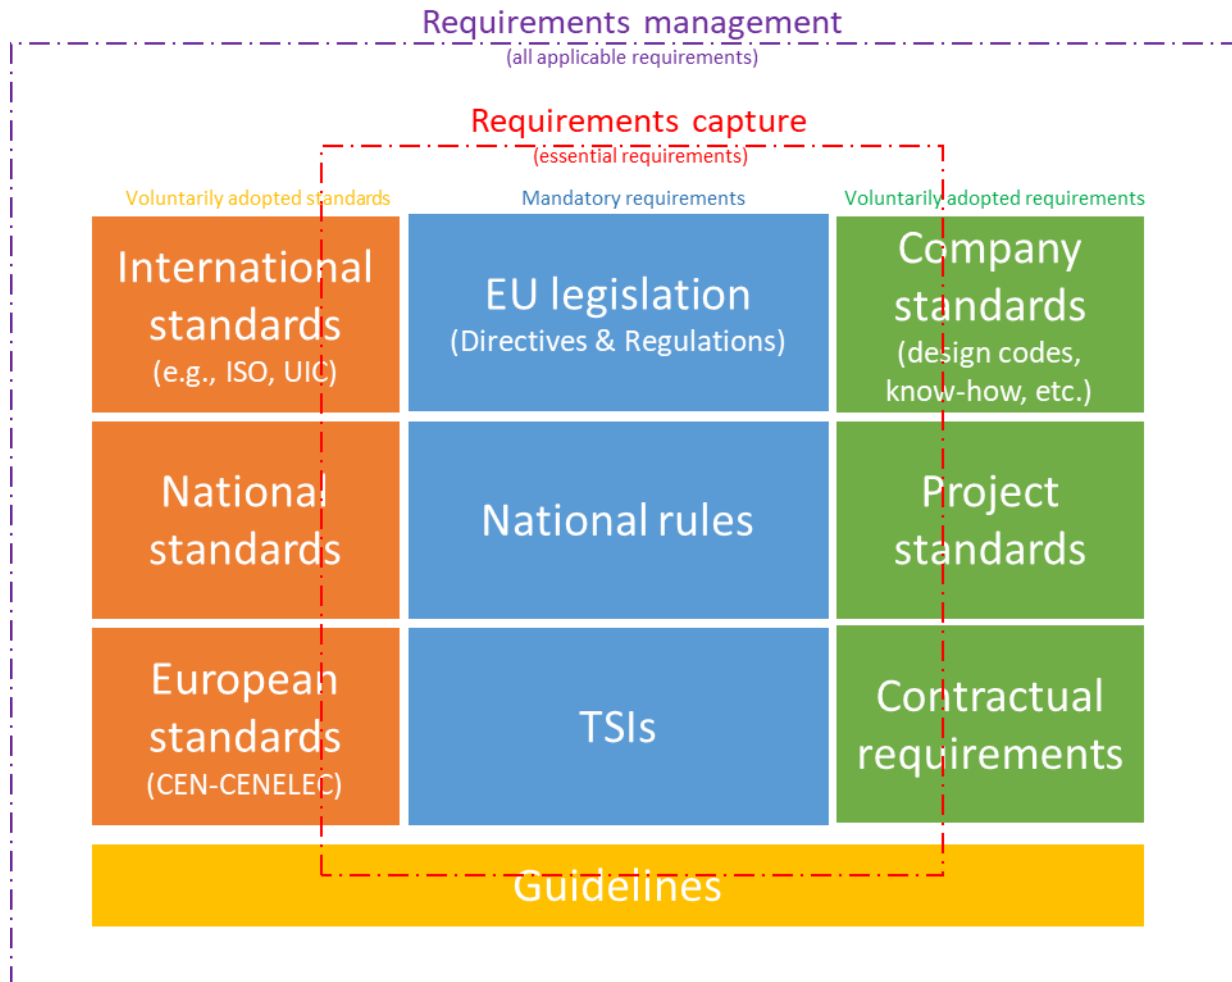 Requirements management
(all applicable requirements)
Requirements capture
(essential requirements)
Voluntarily adopted standards
Mandatory requirements
Voluntarily adopted requirements
International
standards
(e.g., ISO, UIC)
EU legislation
(Directives & Regulations)
Company
standards
(design codes,
know-how, etc.)
National
standards
National rules
Project
standards
European
standards
(CEN-CENELEC)
TSIs
Contractual
requirements
Guidelines